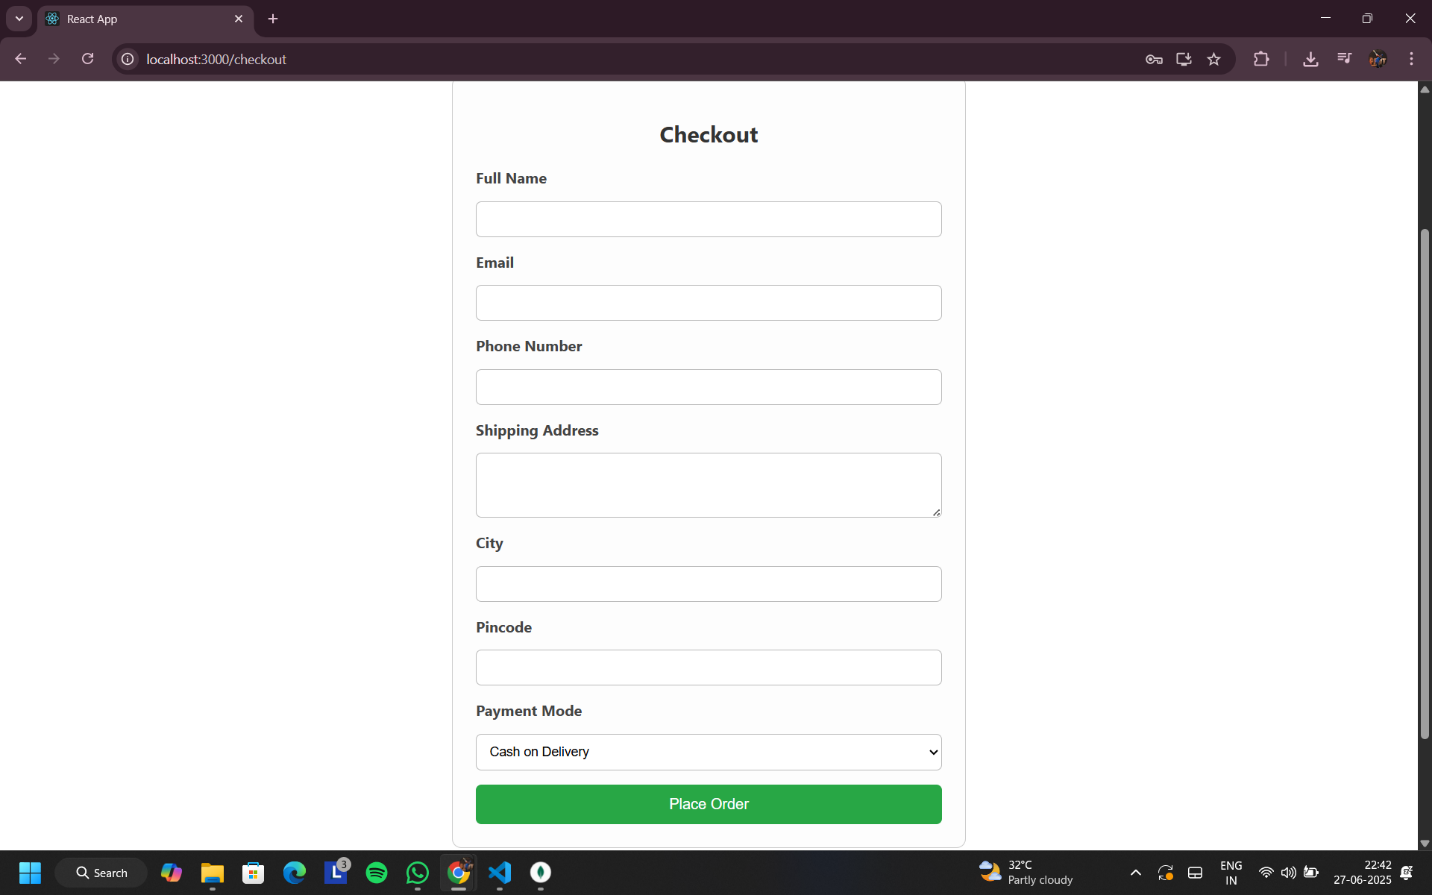 React App
localhost:3000/checkout
Checkout
Full Name
Email
Phone Number
Shipping Address
City
Pincode
Payment Mode
Cash on Delivery
Place Order
Search
L
3
32°C
Partly cloudy
ENG
IN
22:42
27-06-2025